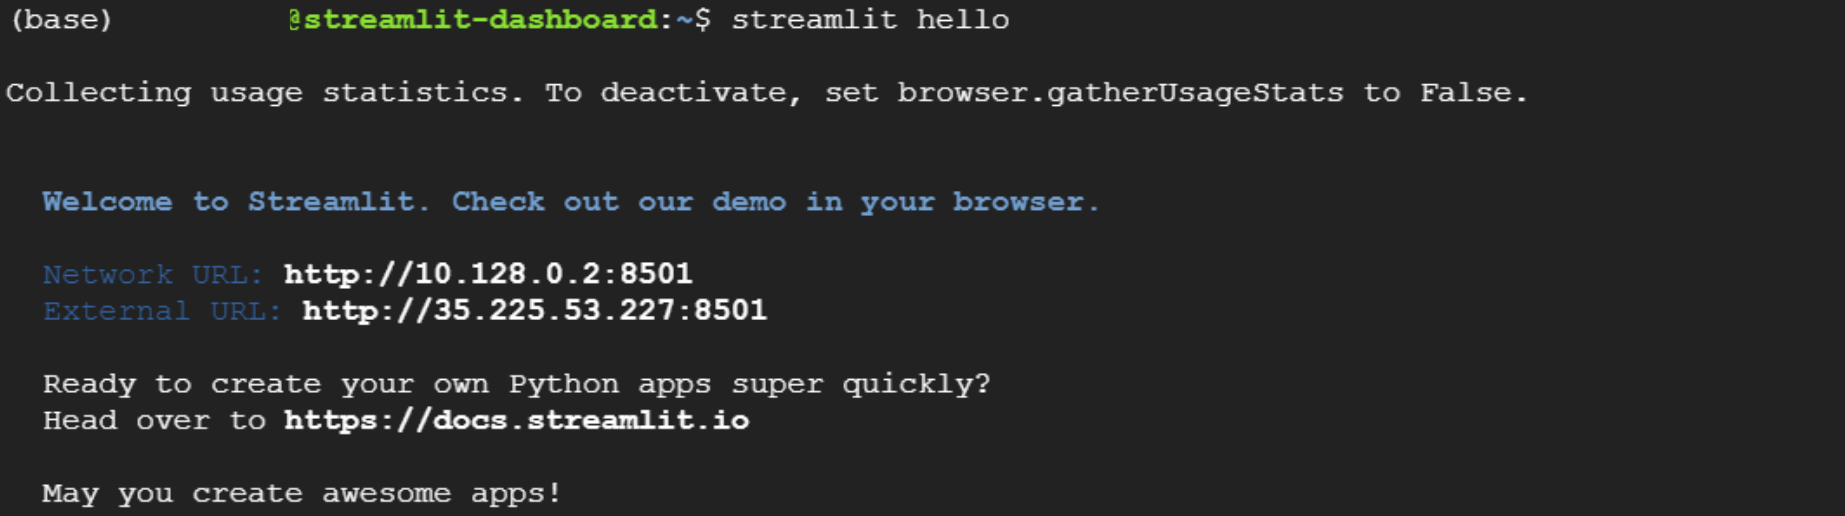 (base) @streamlit-dashboard:~$ streamlit hello
Collecting usage statistics. To deactivate, set browser.gatherUsageStats to False.
Welcome to Streamlit. Check out our demo in your browser.
Network URL: http://10.128.0.2:8501
External URL: http://35.225.53.227:8501
Ready to create your own Python apps super quickly?
Head over to https://docs.streamlit.io
May you create awesome apps!